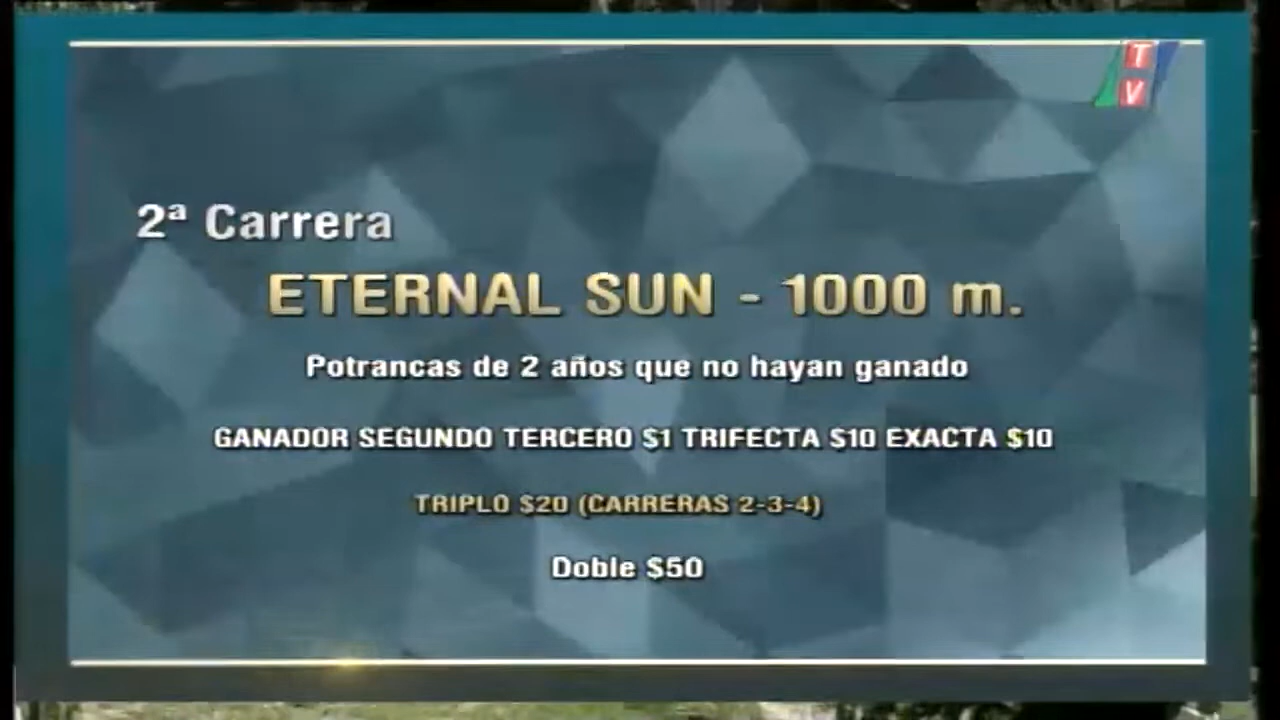 TV
2ª Carrera
ETERNAL SUN - 1000 m.
Potrancas de 2 años que no hayan ganado
GANADOR SEGUNDO TERCERO $1 TRIFECTA $10 EXACTA $10
TRIPLO $20 (CARRERAS 2-3-4)
Doble $50